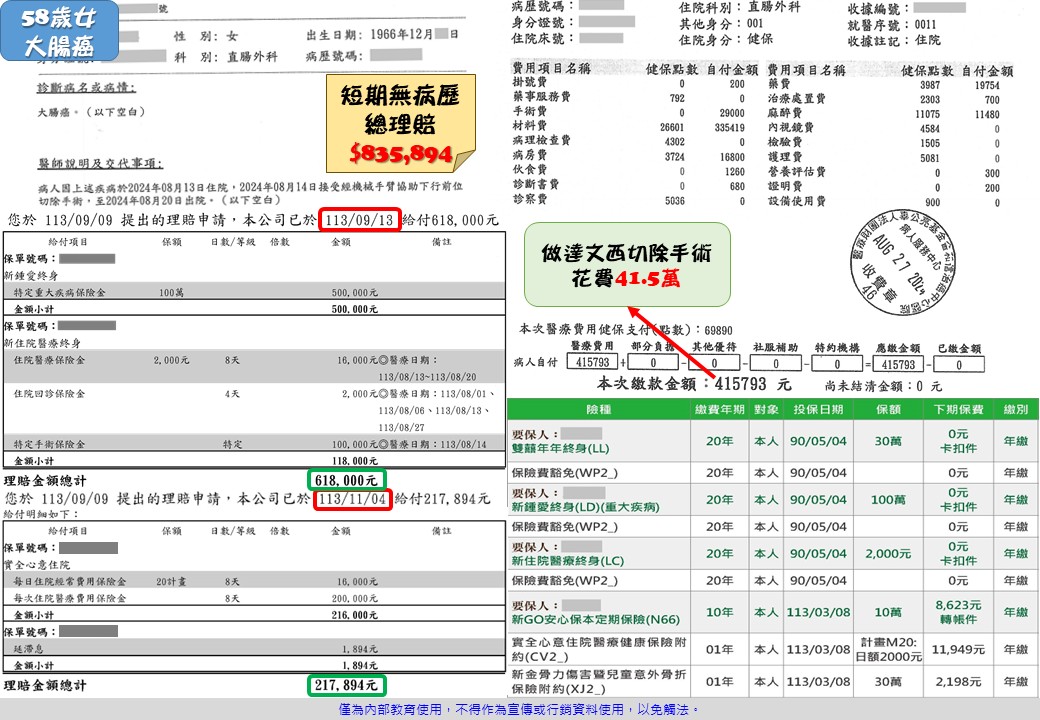 58歲女
大腸癌
號
性　別：女　出生日期：1966年12月　日
科　別：直腸外科　病歷號碼：
診斷病名或病情：
大腸癌。(以下空白)
醫師說明及交代事項：
病人因上述疾病於2024年08月13日住院，2024年08月14日接受經機械手臂協助下行前位
切除手術，至2024年08月20日出院。(以下空白)
短期無病歷
總理賠
$835,894
您於 113/09/09 提出的理賠申請，本公司已於 113/09/13 給付618,000元
給付項目　保額　日數/等級　倍數　金額　備註
保單號碼：
新鍾愛終身
特定重大疾病保險金　100萬　500,000元
金額小計　500,000元
保單號碼：
新住院醫療終身
住院醫療保險金　2,000元　8天　16,000元◎醫療日期：
113/08/13~113/08/20
住院回診保險金　4天　2,000元◎醫療日期：113/08/01、
113/08/06、113/08/13、
113/08/27
特定手術保險金　特定　100,000元◎醫療日期：113/08/14
金額小計　118,000元
理賠金額總計　618,000元
您於 113/09/09 提出的理賠申請，本公司已於 113/11/04 給付217,894元
給付明細如下：
給付項目　保額　日數/等級　倍數　金額　備註
保單號碼：
實全心意住院
每日住院經常費用保險金　20計畫　8天　16,000元
每次住院醫療費用保險金　8天　200,000元
金額小計　216,000元
保單號碼：
延滯息　1,894元
金額小計　1,894元
理賠金額總計　217,894元
病歷號碼：　住院科別：直腸外科　收據編號：
身分證號：　其他身分：001　就醫序號：0011
住院床號：　住院身分：健保　收據註記：住院
費用項目名稱　健保點數　自付金額　費用項目名稱　健保點數　自付金額
掛號費　0　200　藥費　3987　19754
藥事服務費　792　0　治療處置費　2303　700
手術費　0　29000　麻醉費　11075　11480
材料費　26601　335419　內視鏡費　4584　0
病理檢查費　4302　0　檢驗費　1505　0
病房費　3724　16800　護理費　5081　0
伙食費　0　1260　營養評估費　0　300
診斷書費　0　680　證明費　0　200
診察費　5036　0　設備使用費　900　0
做達文西切除手術
花費41.5萬
病人服務中心
AUG 27 202
收費章
46
本次醫療費用健保支付(點數)：69890
醫療費用　部分負擔　其他優待　社服補助　特約機構　應繳金額　已繳金額
病人自付　415793 + 0 - 0 - 0 - 0 = 415793 - 0
本次繳款金額：415793 元　尚未結清金額：0 元
險種　繳費年期　對象　投保日期　保額　下期保費　繳別
要保人：
雙囍年年終身(LL)　20年　本人　90/05/04　30萬　0元 卡扣件　年繳
保險費豁免(WP2_)　20年　本人　90/05/04　0元　年繳
要保人：
新鍾愛終身(LD)(重大疾病)　20年　本人　90/05/04　100萬　0元 卡扣件　年繳
保險費豁免(WP2_)　20年　本人　90/05/04　0元　年繳
要保人：
新住院醫療終身(LC)　20年　本人　90/05/04　2,000元　0元 卡扣件　年繳
保險費豁免(WP2_)　20年　本人　90/05/04　0元　年繳
要保人：
新GO安心保本定期保險(N66)　10年　本人　113/03/08　10萬　8,623元 轉帳件　年繳
實全心意住院醫療健康保險附
約(CV2_)　01年　本人　113/03/08　計畫M20: 日額2000元　11,949元　年繳
新金骨力傷害暨兒童意外骨折
保險附約(XJ2_)　01年　本人　113/03/08　30萬　2,198元　年繳
僅為內部教育使用，不得作為宣傳或行銷資料使用，以免觸法。